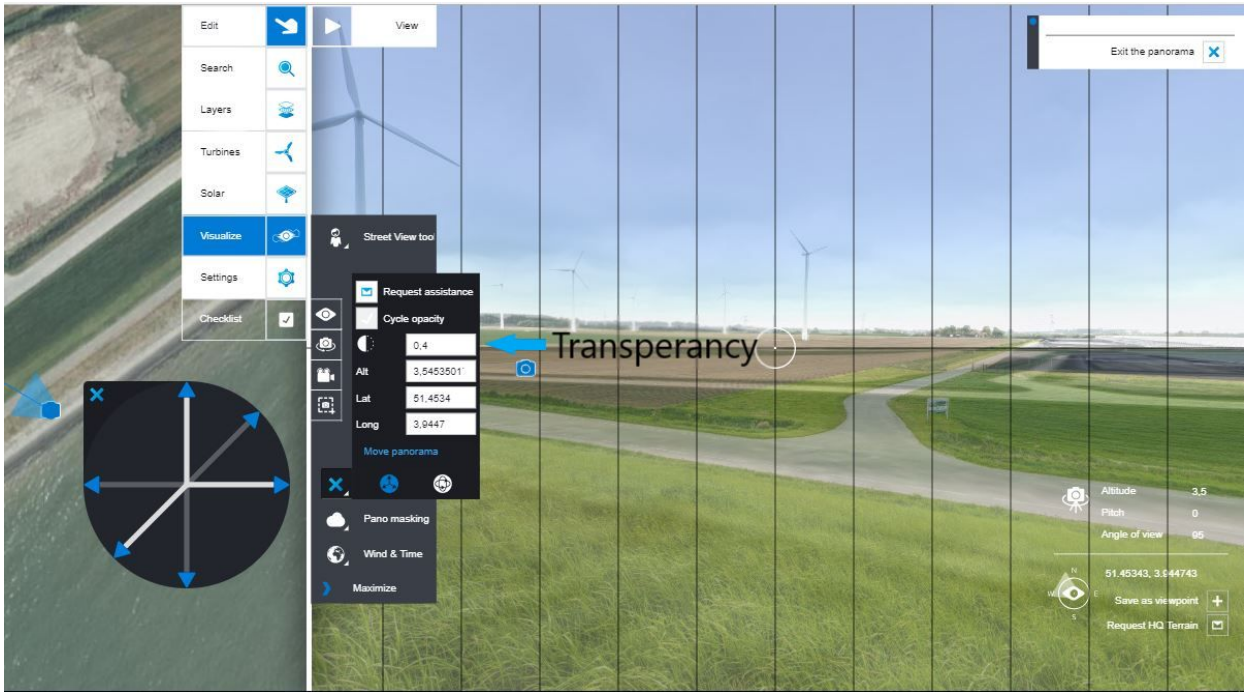 Edit
View
Exit the panorama
Search
Layers
Turbines
Solar
Visualize
Street View tool
Settings
Request assistance
Checklist
Cycle opacity
0,4
Transperancy
Alt
3,5453501
Lat
51,4534
Long
3,9447
Move panorama
Pano masking
Wind & Time
Maximize
Altitude 3,5
Pitch 0
Angle of view 95
N
W E
S
51.45343, 3.944743
Save as viewpoint
Request HQ Terrain